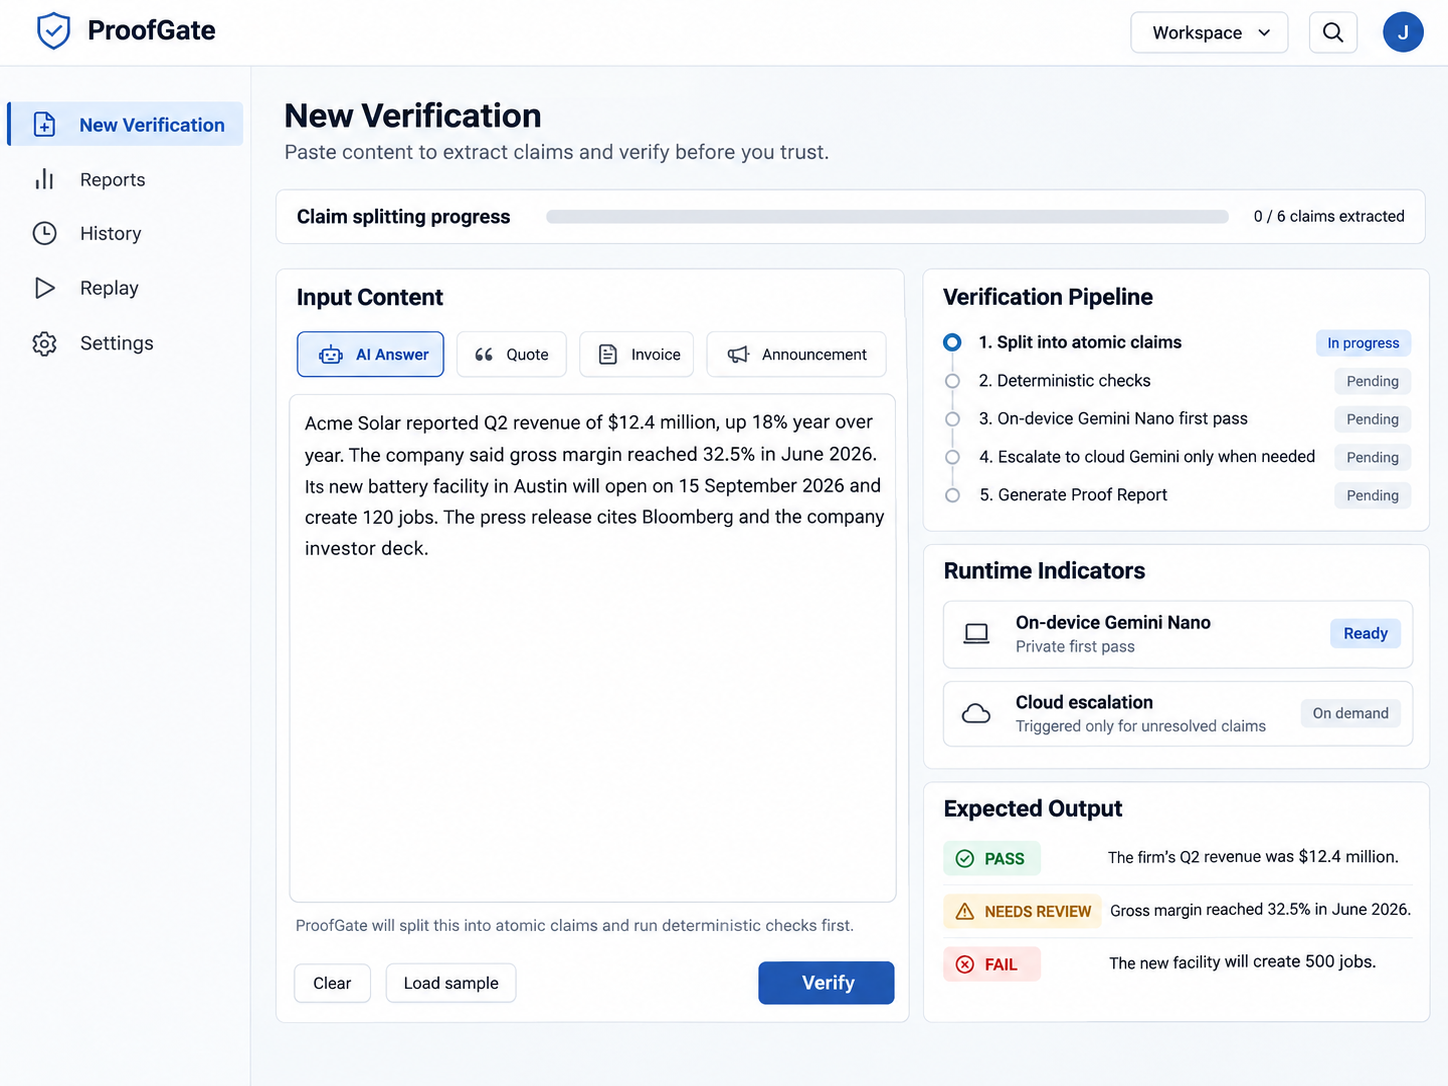 ProofGate
Workspace
J
New Verification
Reports
History
Replay
Settings
New Verification
Paste content to extract claims and verify before you trust.
Claim splitting progress
0 / 6 claims extracted
Input Content
AI Answer
Quote
Invoice
Announcement
Acme Solar reported Q2 revenue of $12.4 million, up 18% year over
year. The company said gross margin reached 32.5% in June 2026.
Its new battery facility in Austin will open on 15 September 2026 and
create 120 jobs. The press release cites Bloomberg and the company
investor deck.
ProofGate will split this into atomic claims and run deterministic checks first.
Clear
Load sample
Verify
Verification Pipeline
1. Split into atomic claims
In progress
2. Deterministic checks
Pending
3. On-device Gemini Nano first pass
Pending
4. Escalate to cloud Gemini only when needed
Pending
5. Generate Proof Report
Pending
Runtime Indicators
On-device Gemini Nano
Private first pass
Ready
Cloud escalation
Triggered only for unresolved claims
On demand
Expected Output
PASS
The firm's Q2 revenue was $12.4 million.
NEEDS REVIEW
Gross margin reached 32.5% in June 2026.
FAIL
The new facility will create 500 jobs.